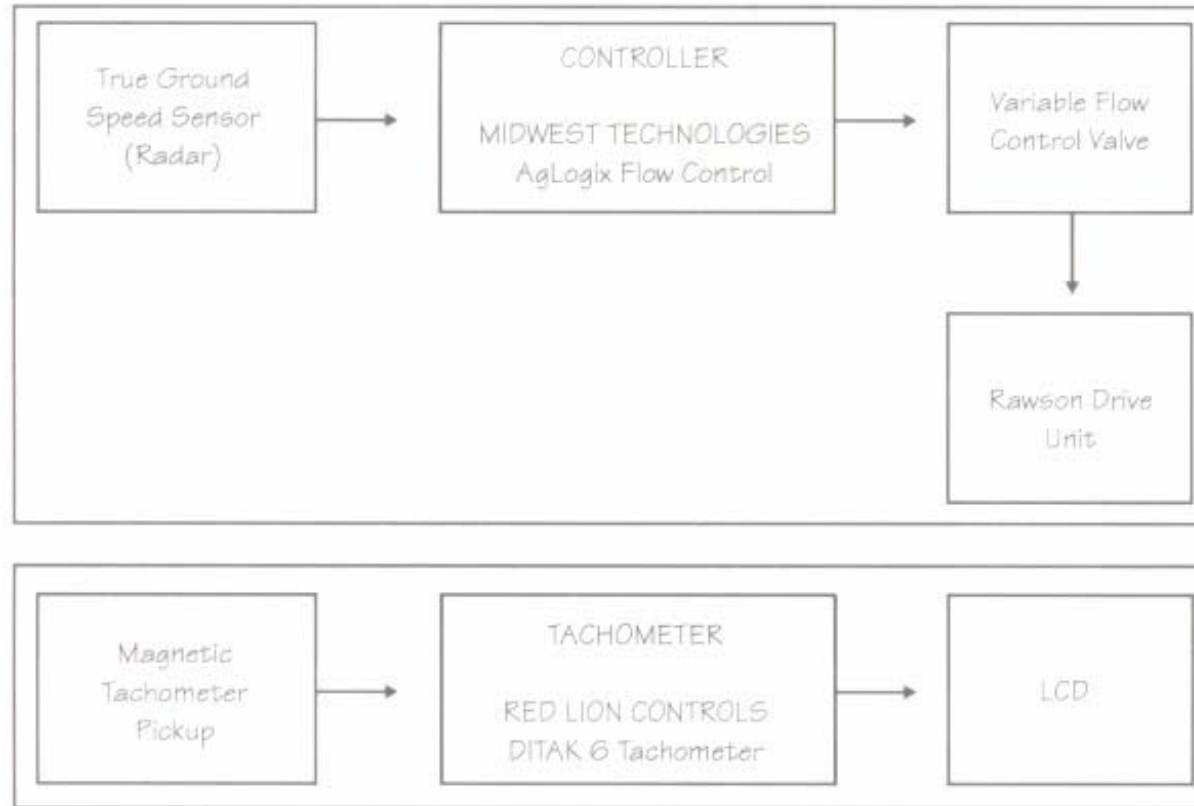 True Ground
Speed Sensor
(Radar)
CONTROLLER
MIDWEST TECHNOLOGIES
AgLogix Flow Control
Variable Flow
Control Valve
Rawson Drive
Unit
Magnetic
Tachometer
Pickup
TACHOMETER
RED LION CONTROLS
DITAK 6 Tachometer
LCD